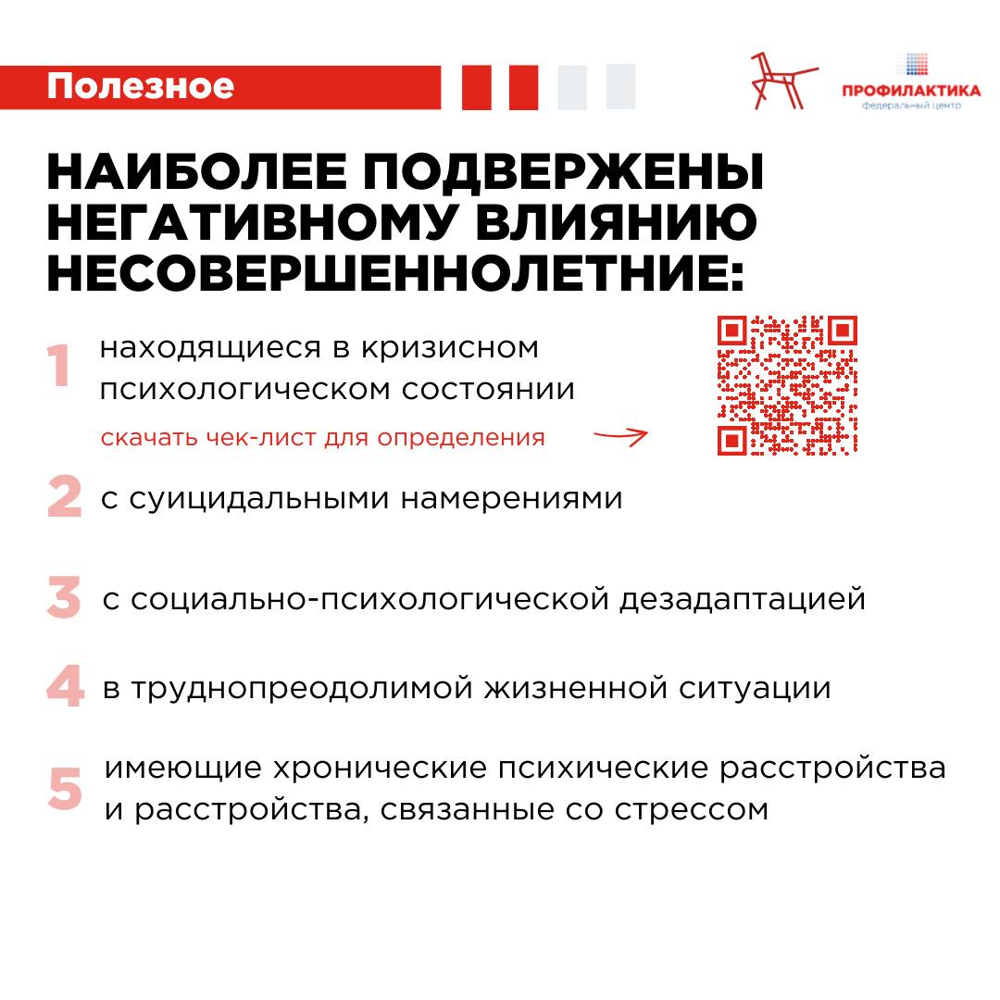 Полезное
ПРОФИЛАКТИКА
федеральный центр
НАИБОЛЕЕ ПОДВЕРЖЕНЫ
НЕГАТИВНОМУ ВЛИЯНИЮ
НЕСОВЕРШЕННОЛЕТНИЕ:
1 находящиеся в кризисном
психологическом состоянии
скачать чек-лист для определения
2 с суицидальными намерениями
3 с социально-психологической дезадаптацией
4 в труднопреодолимой жизненной ситуации
5 имеющие хронические психические расстройства
и расстройства, связанные со стрессом